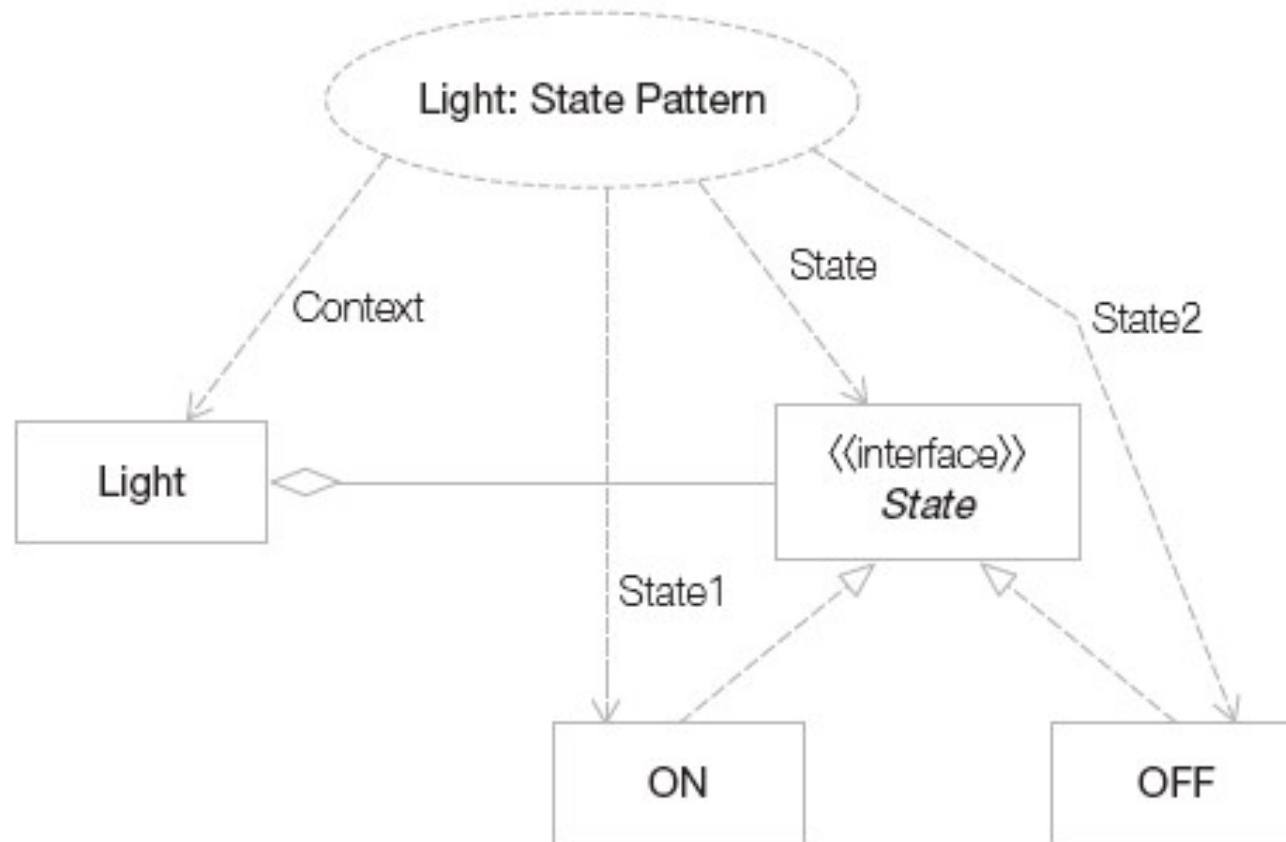 Light: State Pattern
State
Context
State2
<<interface>>
Light
State
State1
ON
OFF